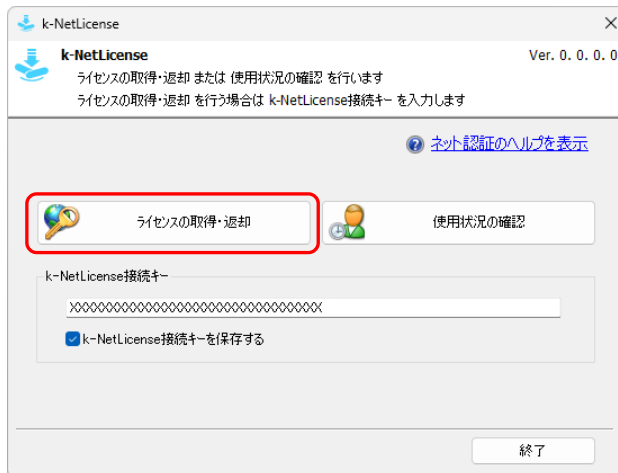 k-NetLicense
k-NetLicense
Ver. 0. 0. 0. 0
ライセンスの取得・返却 または 使用状況の確認 を行います
ライセンスの取得・返却 を行う場合は k-NetLicense接続キー を入力します
ネット認証のヘルプを表示
ライセンスの取得・返却
使用状況の確認
k-NetLicense接続キー
XXXXXXXXXXXXXXXXXXXXXXXXXXXXXXXX
k-NetLicense接続キーを保存する
終了